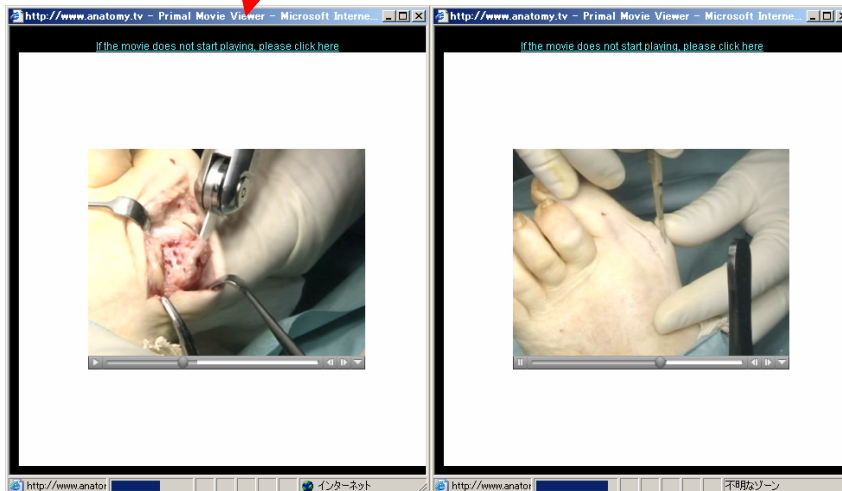 http://www.anatomy.tv - Primal Movie Viewer - Microsoft Interne...
If the movie does not start playing, please click here
http://www.anator
インターネット
http://www.anatomy.tv - Primal Movie Viewer - Microsoft Interne...
If the movie does not start playing, please click here
http://www.anator
不明なゾーン